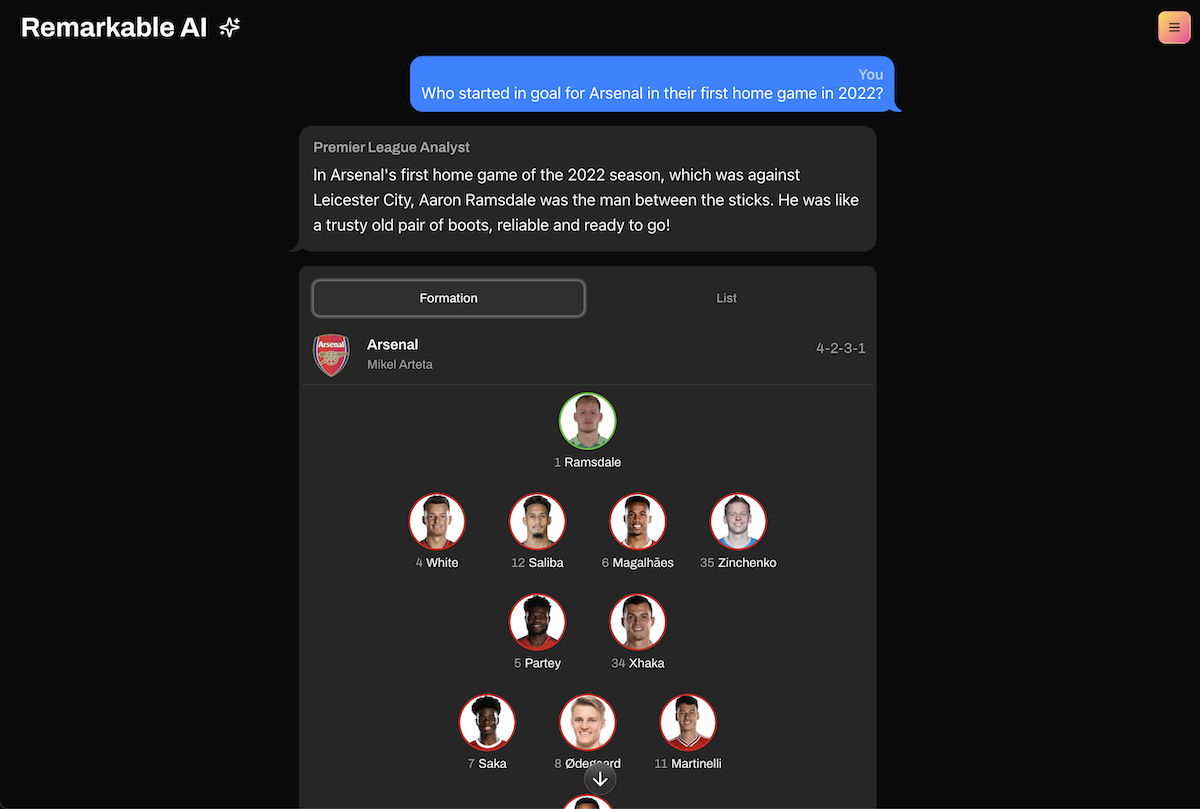 Remarkable AI
You
Who started in goal for Arsenal in their first home game in 2022?
Premier League Analyst
In Arsenal's first home game of the 2022 season, which was against
Leicester City, Aaron Ramsdale was the man between the sticks. He was like
a trusty old pair of boots, reliable and ready to go!
Formation List
Arsenal
Arsenal
Mikel Arteta
4-2-3-1
1 Ramsdale
4 White 12 Saliba 6 Magalhães 35 Zinchenko
5 Partey 34 Xhaka
7 Saka 8 Ødegaard 11 Martinelli